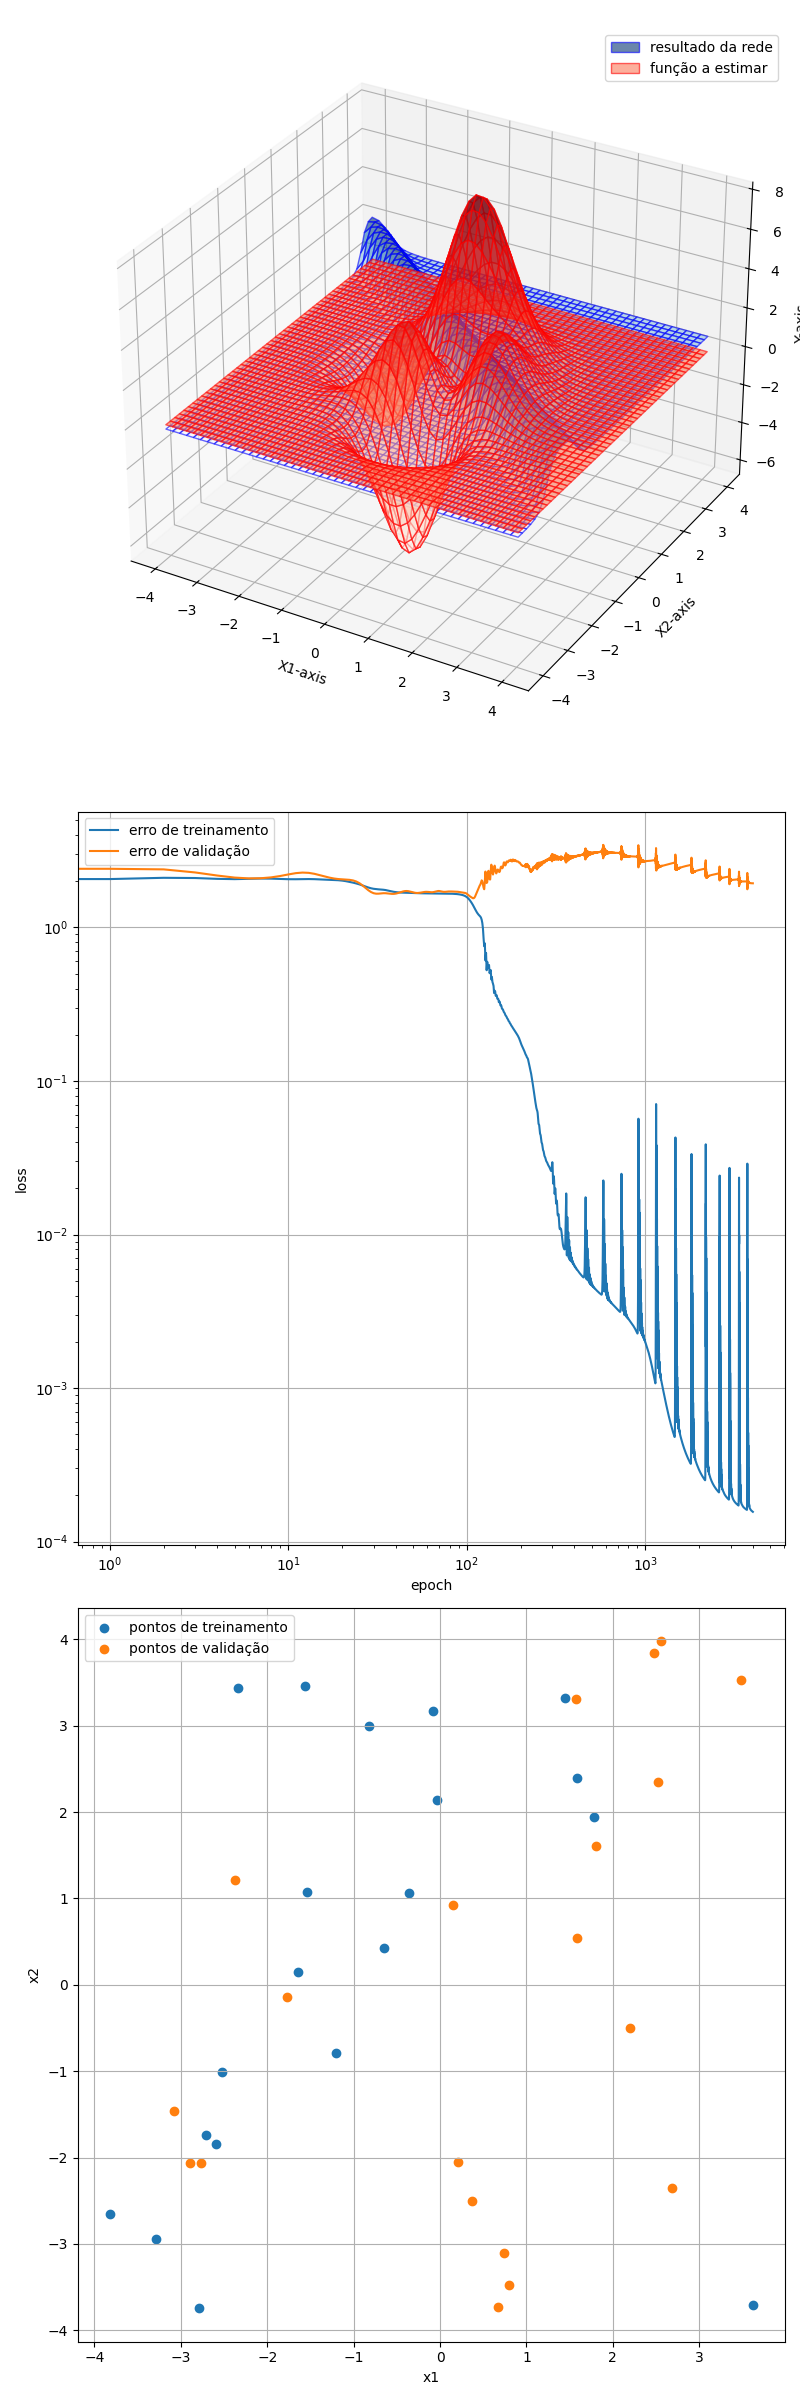 resultado da rede
função a estimar
8
6
4
2
0
−2
−4
−6
−4
−3
−2
−1
0
1
2
3
4
X1-axis
−4
−3
−2
−1
0
1
2
3
4
X2-axis
erro de treinamento
erro de validação
10^0
10^−1
10^−2
10^−3
10^−4
loss
10^0 10^1 10^2 10^3
epoch
pontos de treinamento
pontos de validação
4
3
2
1
0
−1
−2
−3
−4
x2
−4 −3 −2 −1 0 1 2 3
x1